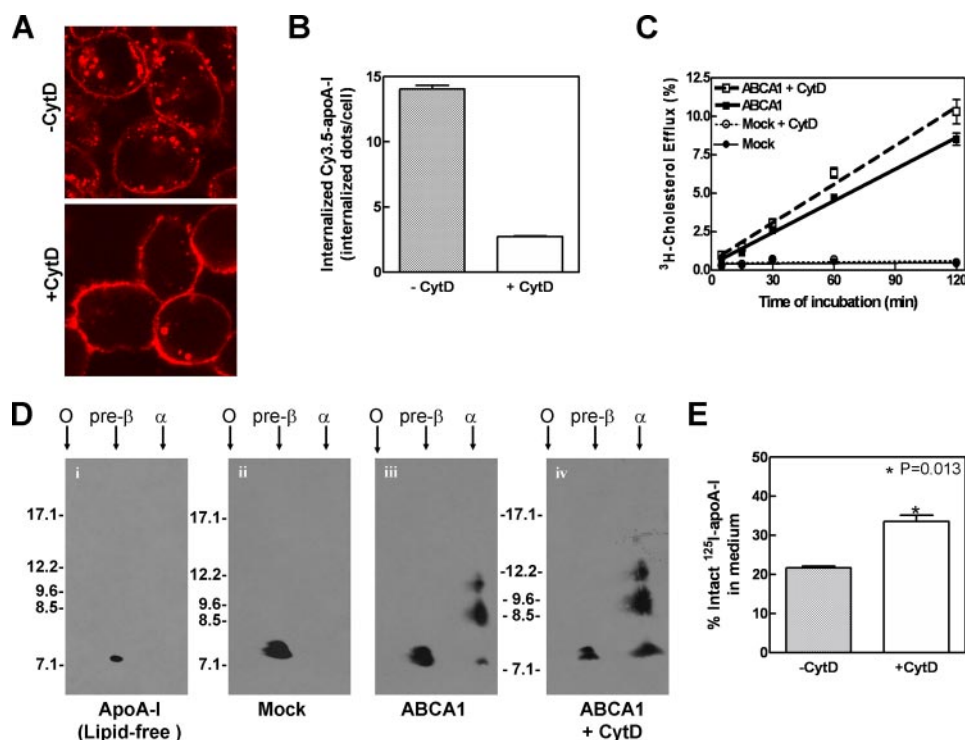 A
-CytD
+CytD
B
Internalized Cy3.5-apoA-I
(internalized dots/cell)
15
10
5
0
- CytD
+ CytD
C
ABCA1 + CytD
ABCA1
Mock + CytD
Mock
³H-Cholesterol Efflux (%)
10.0
7.5
5.0
2.5
0.0
0
30
60
90
120
Time of incubation (min)
D
O pre-β α
i
17.1-
12.2-
9.6-
8.5-
7.1-
ApoA-I
(Lipid-free )
O pre-β α
ii
17.1-
12.2-
9.6-
8.5-
7.1-
Mock
O pre-β α
iii
ABCA1
O pre-β α
iv
-17.1-
-12.2-
- 9.6-
- 8.5-
- 7.1-
ABCA1
+ CytD
E
* P=0.013
*
% Intact ¹²⁵I-apoA-I
in medium
50
40
30
20
10
0
-CytD
+CytD